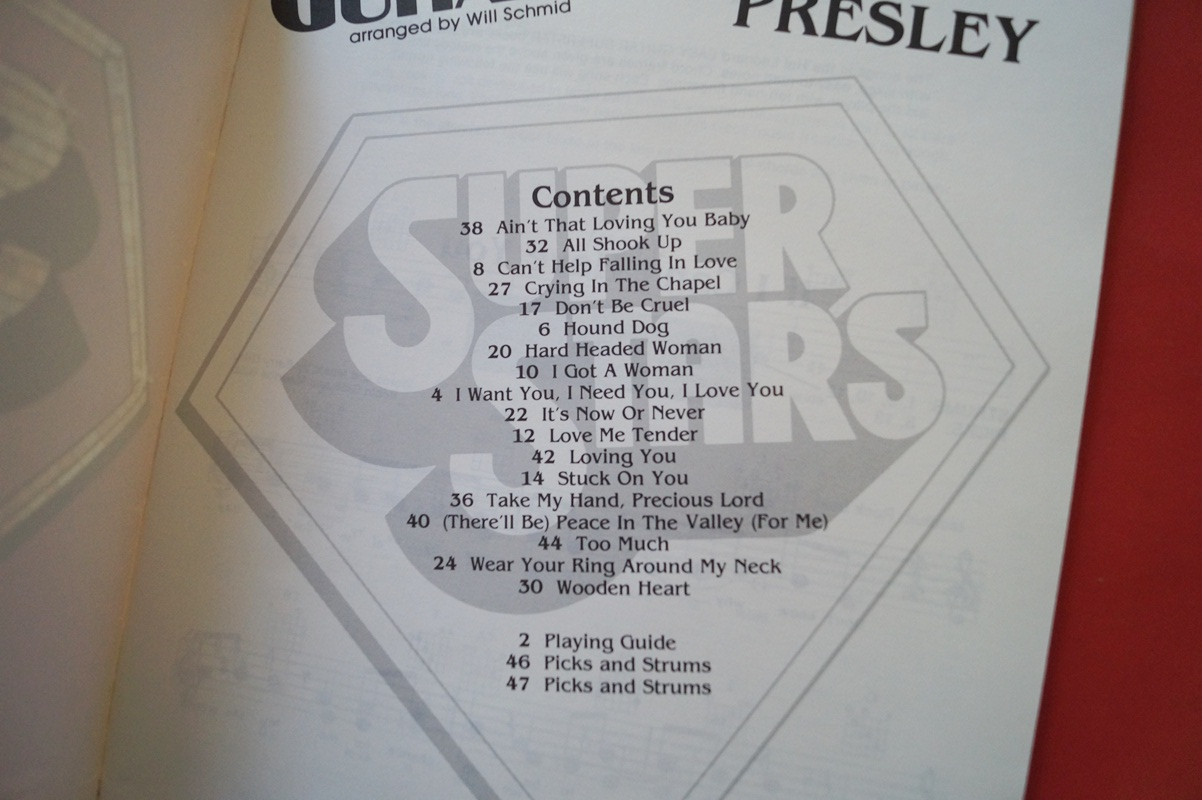 arranged by Will Schmid
PRESLEY
SUPER
STARS
Contents
38 Ain't That Loving You Baby
32 All Shook Up
8 Can't Help Falling In Love
27 Crying In The Chapel
17 Don't Be Cruel
6 Hound Dog
20 Hard Headed Woman
10 I Got A Woman
4 I Want You, I Need You, I Love You
22 It's Now Or Never
12 Love Me Tender
42 Loving You
14 Stuck On You
36 Take My Hand, Precious Lord
40 (There'll Be) Peace In The Valley (For Me)
44 Too Much
24 Wear Your Ring Around My Neck
30 Wooden Heart
2 Playing Guide
46 Picks and Strums
47 Picks and Strums